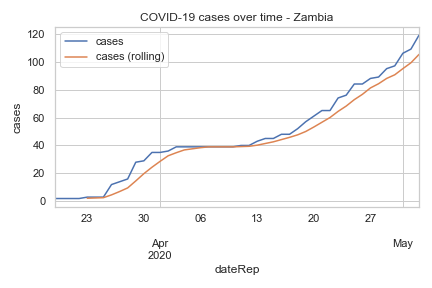 COVID-19 cases over time - Zambia
cases
cases (rolling)
120
100
80
60
40
20
0
cases
23
30
06
13
20
27
Apr
2020
May
dateRep